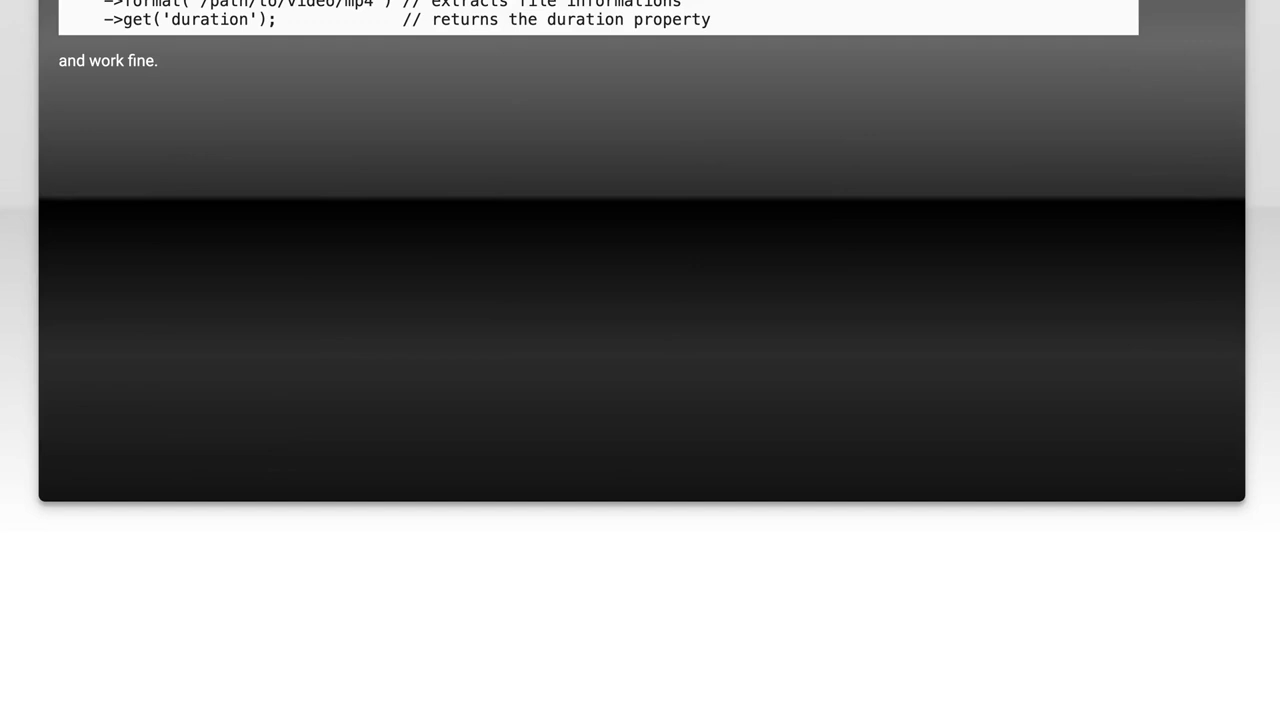 ->format('/path/to/video/mp4') // extracts file informations
->get('duration');             // returns the duration property
and work fine.